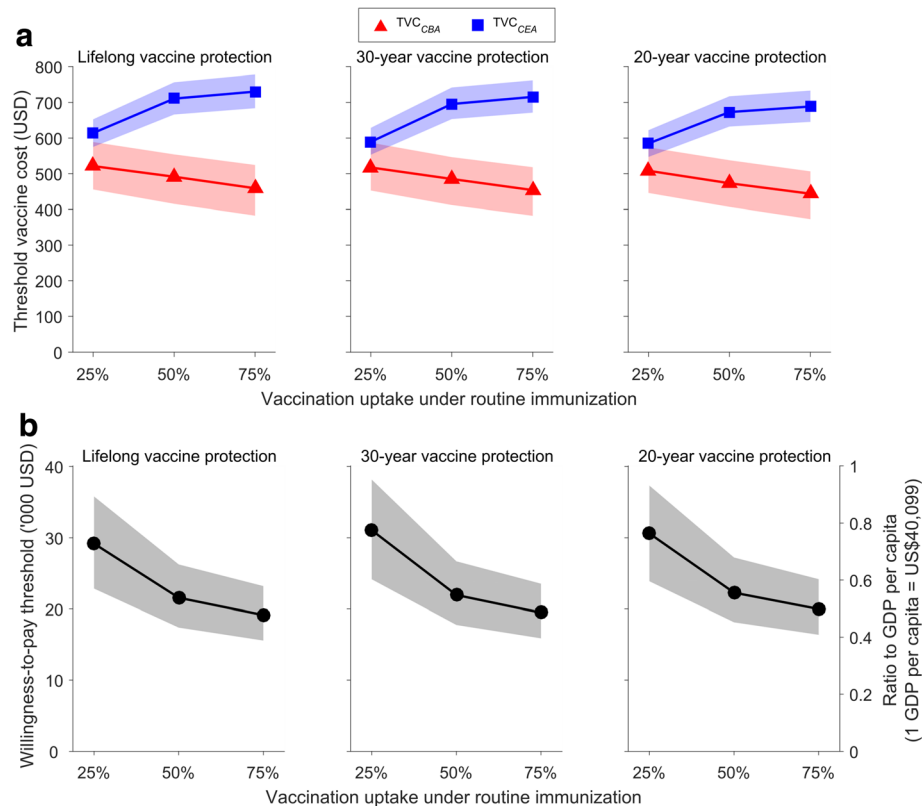 TVC_CBA TVC_CEA
a
Lifelong vaccine protection 30-year vaccine protection 20-year vaccine protection
Threshold vaccine cost (USD)
800
700
600
500
400
300
200
100
0
25% 50% 75% 25% 50% 75% 25% 50% 75%
Vaccination uptake under routine immunization
b
Lifelong vaccine protection 30-year vaccine protection 20-year vaccine protection
Willingness-to-pay threshold ('000 USD)
40
30
20
10
0
1
0.8
0.6
0.4
0.2
0
Ratio to GDP per capita
(1 GDP per capita = US$40,099)
25% 50% 75% 25% 50% 75% 25% 50% 75%
Vaccination uptake under routine immunization